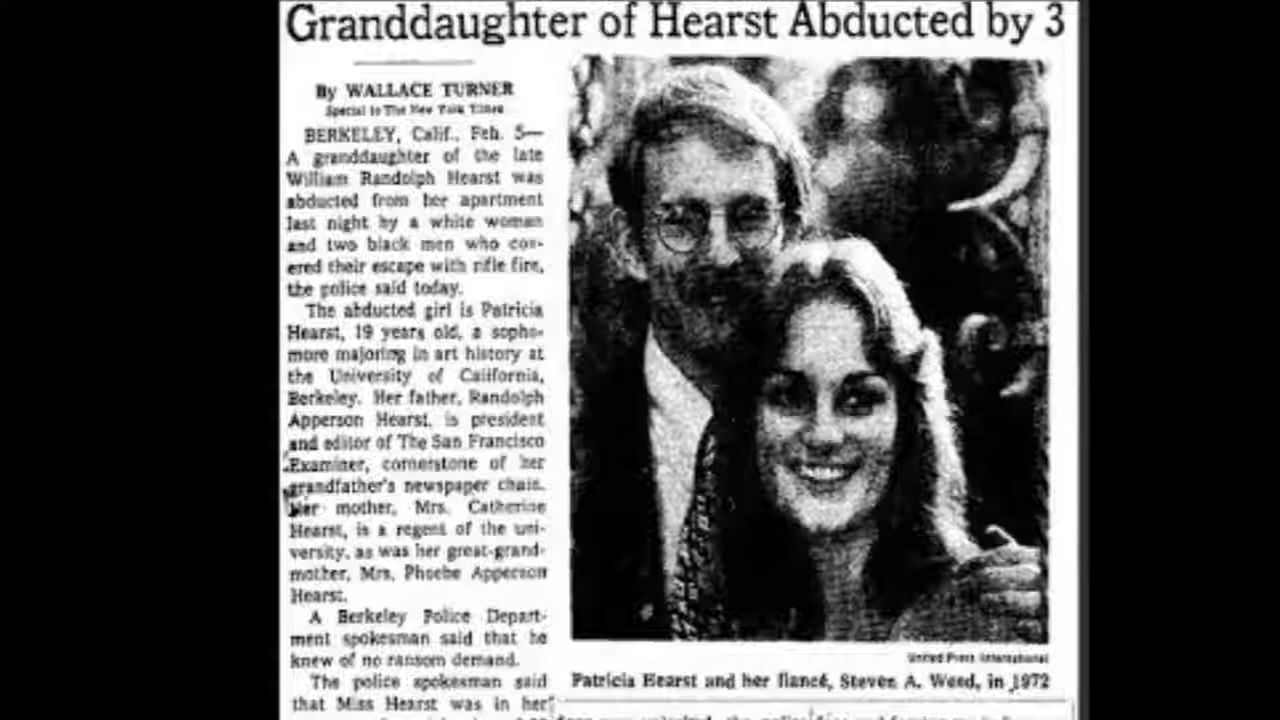 Granddaughter of Hearst Abducted by 3
By WALLACE TURNER
Special to The New York Times
BERKELEY, Calif., Feb. 5—
A granddaughter of the late
William Randolph Hearst was
abducted from her apartment
last night by a white woman
and two black men who cov-
ered their escape with rifle fire,
the police said today.
The abducted girl is Patricia
Hearst, 19 years old, a sopho-
more majoring in art history at
the University of California,
Berkeley. Her father, Randolph
Apperson Hearst, is president
and editor of The San Francisco
Examiner, cornerstone of her
grandfather's newspaper chain.
Her mother, Mrs. Catherine
Hearst, is a regent of the uni-
versity, as was her great-grand-
mother, Mrs. Phoebe Apperson
Hearst.
A Berkeley Police Depart-
ment spokesman said that he
knew of no ransom demand.
The police spokesman said
that Miss Hearst was in her
United Press International
Patricia Hearst and her fiancé, Steven A. Weed, in 1972